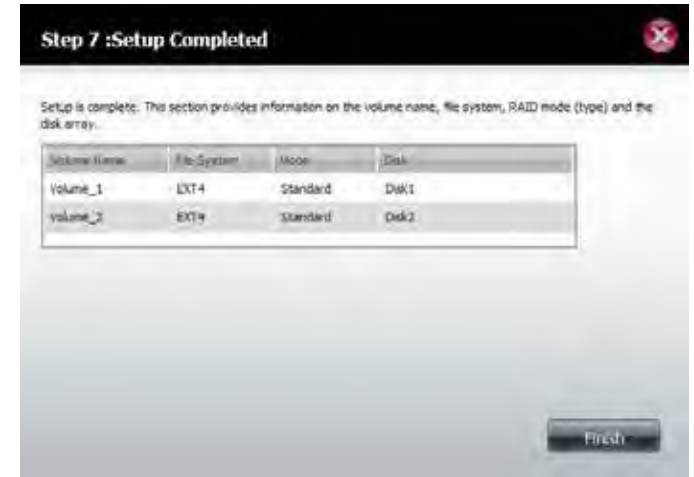 Step 7 :Setup Completed
Setup is complete. This section provides information on the volume name, file system, RAID mode (type) and the
disk array.
Volume Name File System Mode Disk
Volume_1 EXT4 Standard Disk1
Volume_2 EXT4 Standard Disk2
Finish